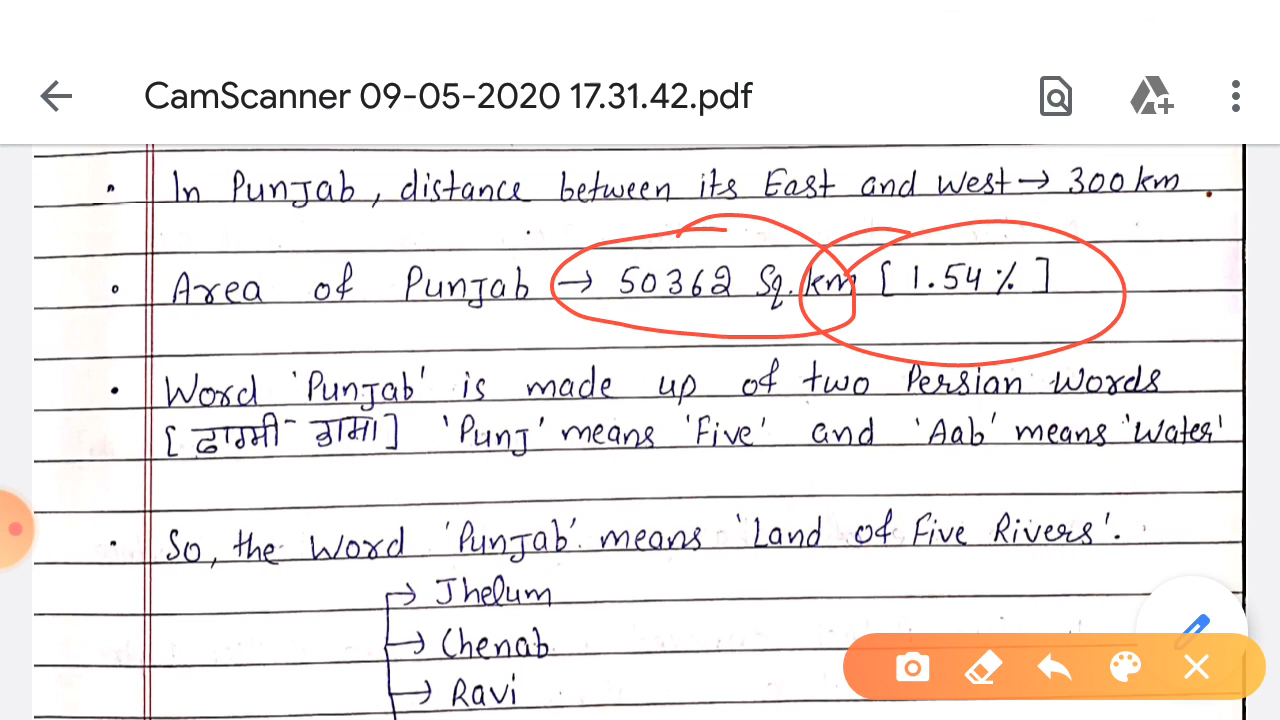 CamScanner 09-05-2020 17.31.42.pdf
• In Punjab, distance between its East and West → 300 km.
• Area of Punjab → 50362 Sq. km [1.54%]
• Word 'Punjab' is made up of two Persian Words
[ਫਾਰਸੀ ਭਾਸ਼ਾ] 'Punj' means 'Five' and 'Aab' means 'Water'
• So, the Word 'Punjab' means 'Land of Five Rivers'.
→ Jhelum
→ Chenab
→ Ravi